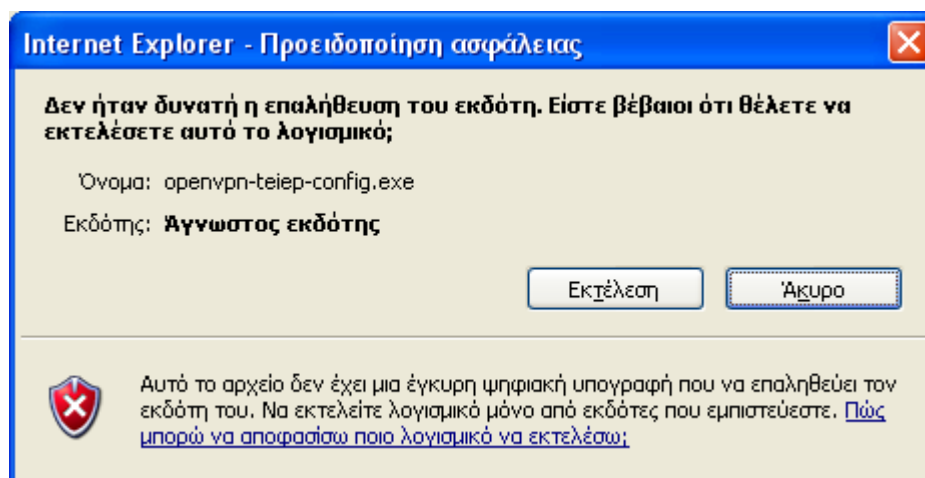 Internet Explorer - Προειδοποίηση ασφάλειας
Δεν ήταν δυνατή η επαλήθευση του εκδότη. Είστε βέβαιοι ότι θέλετε να
εκτελέσετε αυτό το λογισμικό;
Όνομα: openvpn-teiep-config.exe
Εκδότης: Άγνωστος εκδότης
Εκτέλεση
Άκυρο
Αυτό το αρχείο δεν έχει μια έγκυρη ψηφιακή υπογραφή που να επαληθεύει τον
εκδότη του. Να εκτελείτε λογισμικό μόνο από εκδότες που εμπιστεύεστε. Πώς
μπορώ να αποφασίσω ποιο λογισμικό να εκτελέσω;